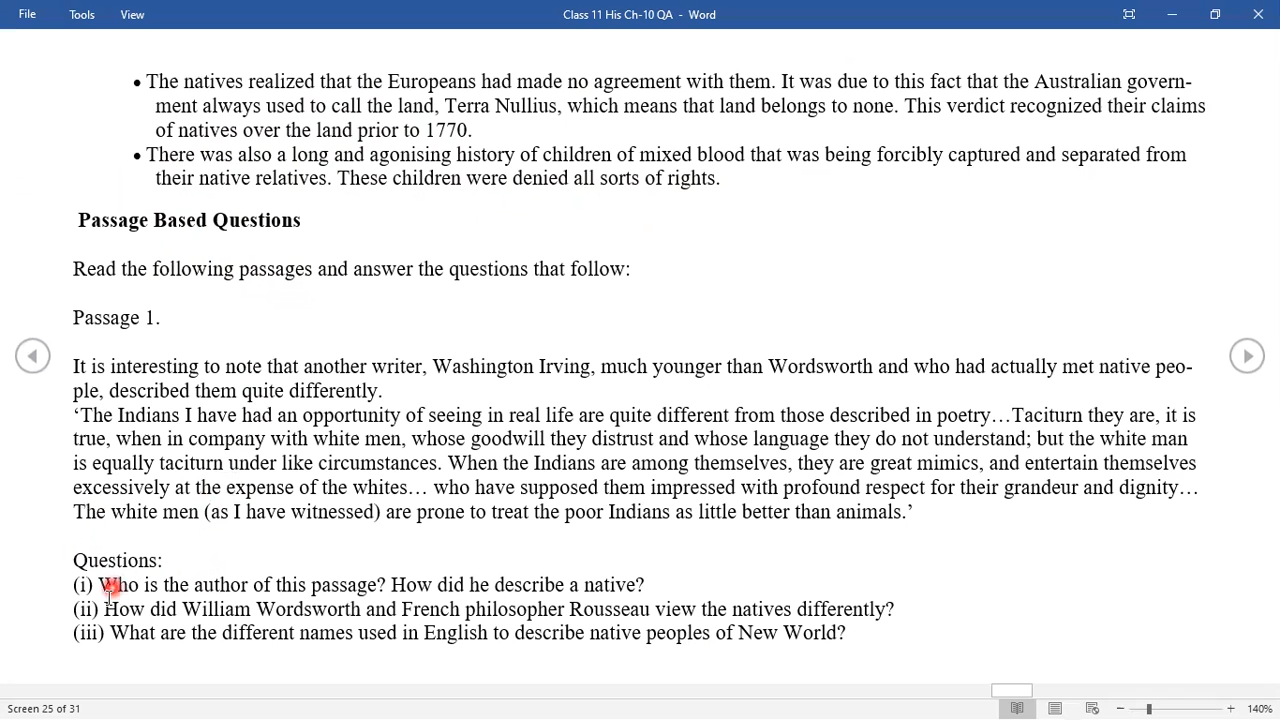 File Tools View Class 11 His Ch-10 QA - Word
• The natives realized that the Europeans had made no agreement with them. It was due to this fact that the Australian govern-
ment always used to call the land, Terra Nullius, which means that land belongs to none. This verdict recognized their claims
of natives over the land prior to 1770.
• There was also a long and agonising history of children of mixed blood that was being forcibly captured and separated from
their native relatives. These children were denied all sorts of rights.
Passage Based Questions
Read the following passages and answer the questions that follow:
Passage 1.
It is interesting to note that another writer, Washington Irving, much younger than Wordsworth and who had actually met native peo-
ple, described them quite differently.
‘The Indians I have had an opportunity of seeing in real life are quite different from those described in poetry…Taciturn they are, it is
true, when in company with white men, whose goodwill they distrust and whose language they do not understand; but the white man
is equally taciturn under like circumstances. When the Indians are among themselves, they are great mimics, and entertain themselves
excessively at the expense of the whites… who have supposed them impressed with profound respect for their grandeur and dignity…
The white men (as I have witnessed) are prone to treat the poor Indians as little better than animals.’
Questions:
(i) Who is the author of this passage? How did he describe a native?
(ii) How did William Wordsworth and French philosopher Rousseau view the natives differently?
(iii) What are the different names used in English to describe native peoples of New World?
Screen 25 of 31 140%